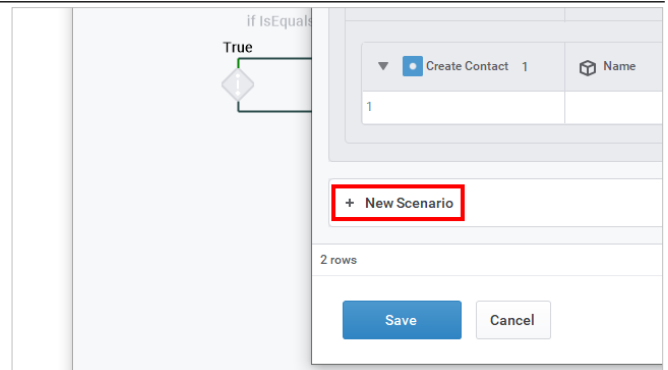 if IsEquals
True
Create Contact 1 Name
1
+ New Scenario
2 rows
Save Cancel